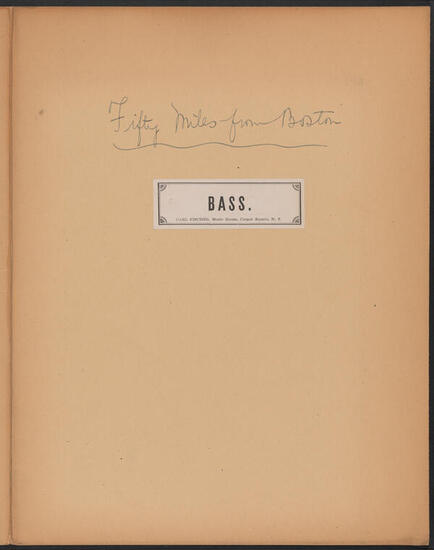 Fifty Miles from Boston
BASS.
CARL FISCHER, Music House, Cooper Square, N. Y.